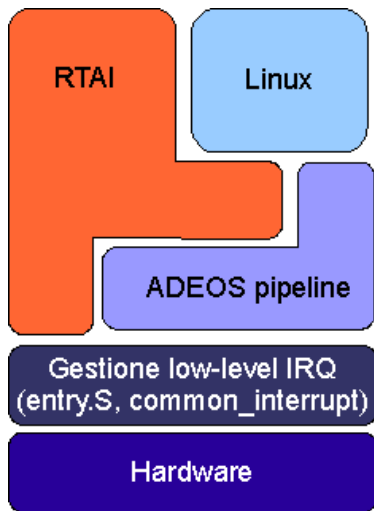 RTAI
Linux
ADEOS pipeline
Gestione low-level IRQ
(entry.S, common_interrupt)
Hardware